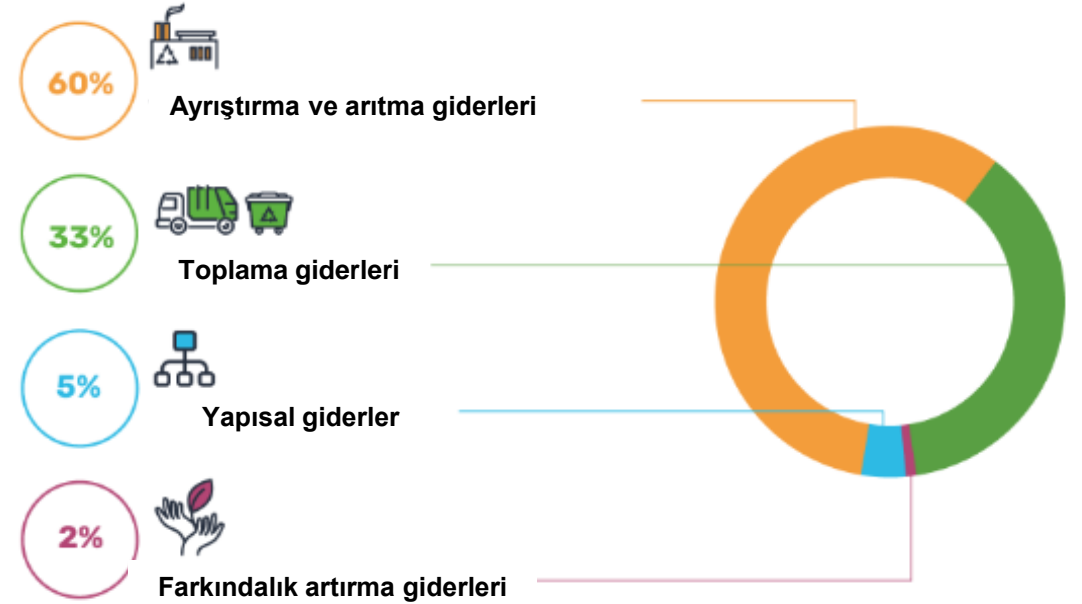 60%
Ayrıştırma ve arıtma giderleri
33%
Toplama giderleri
5%
Yapısal giderler
2%
Farkındalık artırma giderleri